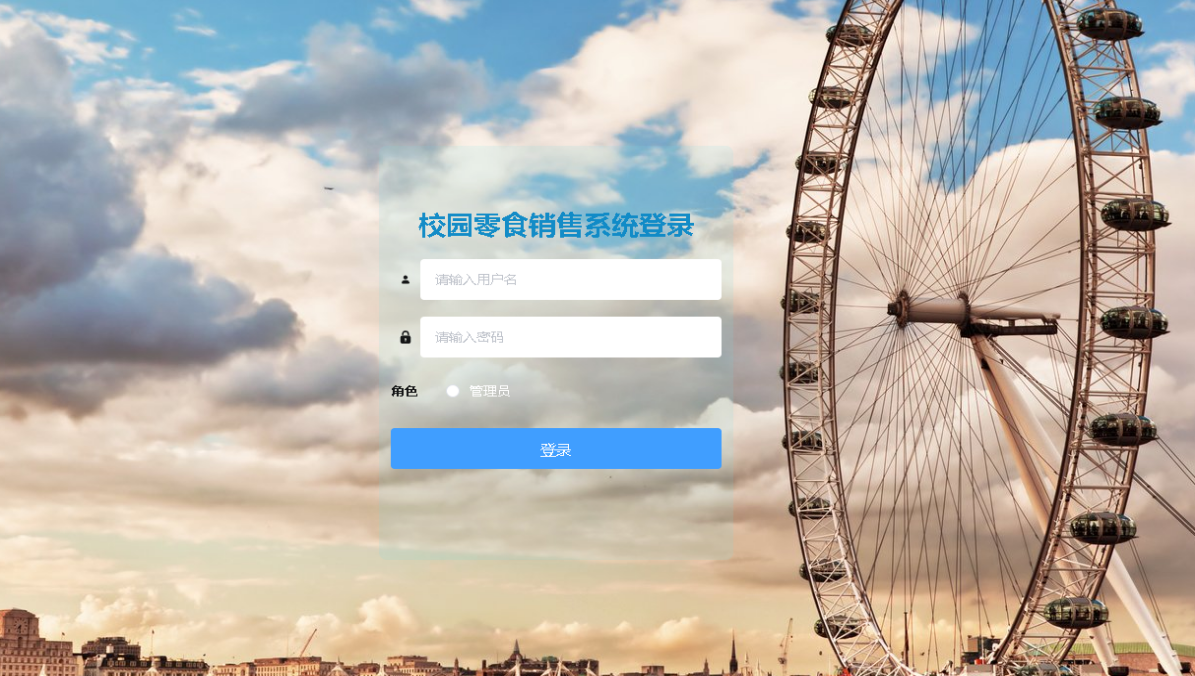 校园零食销售系统登录
请输入用户名
请输入密码
角色 管理员
登录